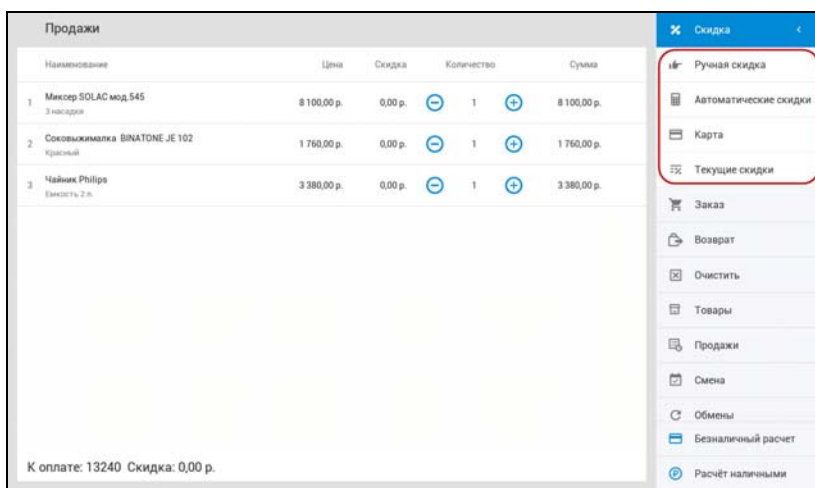 Продажи
Наименование Цена Скидка Количество Сумма
1 Миксер SOLAC мод.545 8 100,00 р. 0,00 р. 1 8 100,00 р.
3 насадки
2 Соковыжималка BINATONE JE 102 1 760,00 р. 0,00 р. 1 1 760,00 р.
Красный
3 Чайник Philips 3 380,00 р. 0,00 р. 1 3 380,00 р.
Емкость 2 л.
К оплате: 13240 Скидка: 0,00 р.
Скидка
Ручная скидка
Автоматические скидки
Карта
Текущие скидки
Заказ
Возврат
Очистить
Товары
Продажи
Смена
Обмены
Безналичный расчет
Расчёт наличными